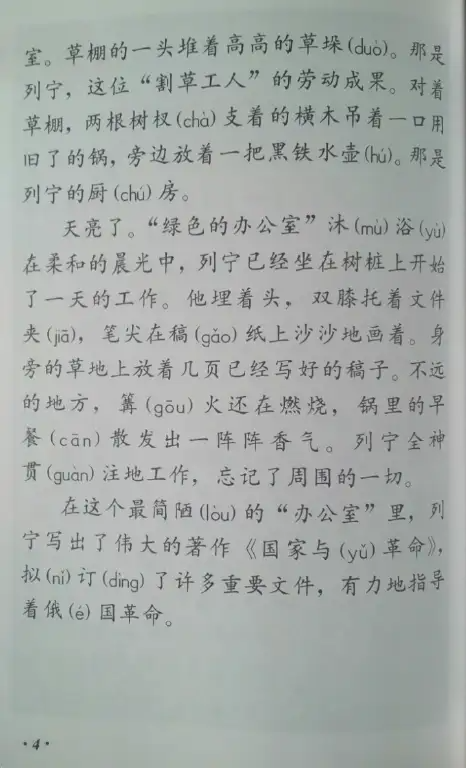 室。草棚的一头堆着高高的草垛(duò)。那是
列宁，这位“割草工人”的劳动成果。对着
草棚，两根树杈(chà)支着的横木吊着一口用
旧了的锅，旁边放着一把黑铁水壶(hú)。那是
列宁的厨(chú)房。
天亮了。“绿色的办公室”沐(mù)浴(yù)
在柔和的晨光中，列宁已经坐在树桩上开始
了一天的工作。他埋着头，双膝托着文件
夹(jiā)，笔尖在稿(gǎo)纸上沙沙地画着。身
旁的草地上放着几页已经写好的稿子。不远
的地方，篝(gōu)火还在燃烧，锅里的早
餐(cān)散发出一阵阵香气。列宁全神
贯(guàn)注地工作，忘记了周围的一切。
在这个最简陋(lòu)的“办公室”里，列
宁写出了伟大的著作《国家与(yǔ)革命》，
拟(nǐ)订(dìng)了许多重要文件，有力地指导
着俄(é)国革命。
·4·